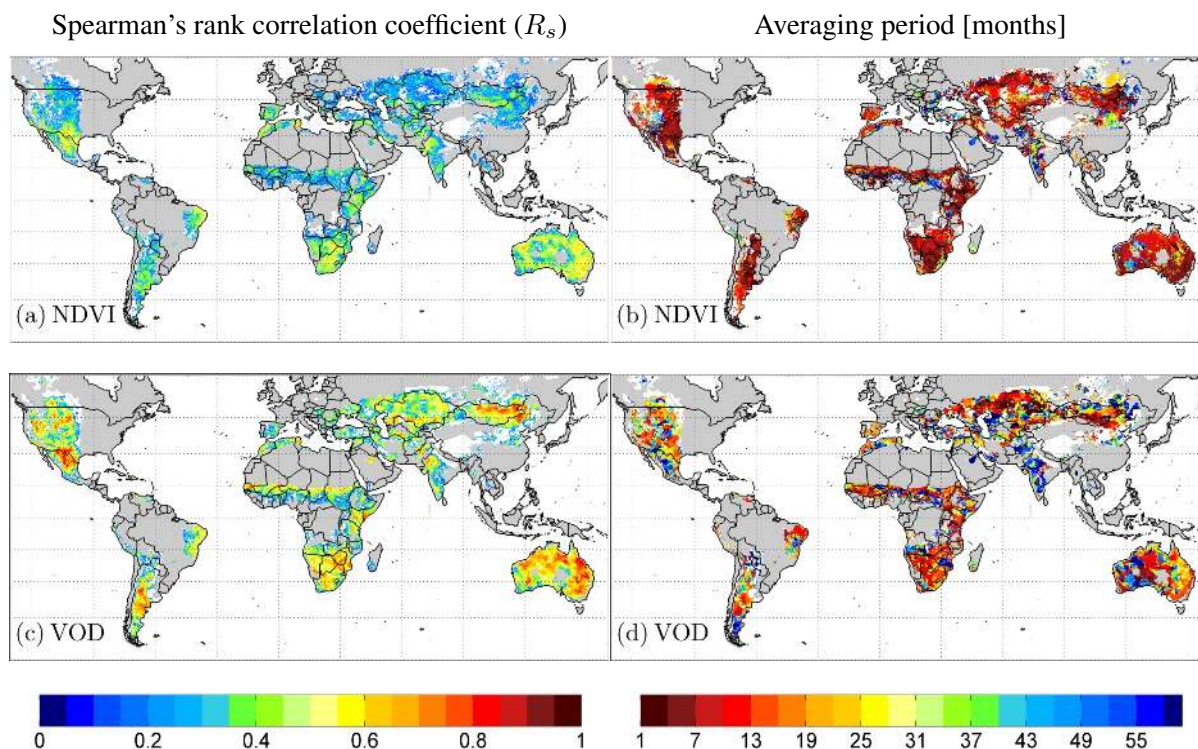 Spearman's rank correlation coefficient (R_s) Averaging period [months]
(a) NDVI (b) NDVI
(c) VOD (d) VOD
0 0.2 0.4 0.6 0.8 1 1 7 13 19 25 31 37 43 49 55